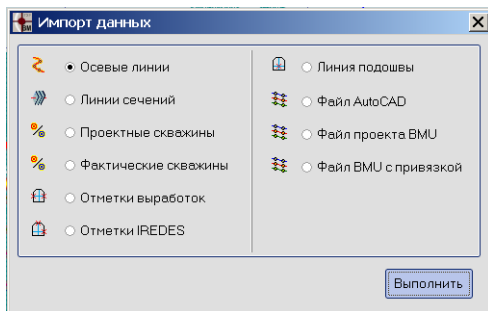 Импорт данных
Осевые линии
Линии сечений
Проектные скважины
Фактические скважины
Отметки выработок
Отметки IREDES
Линия подошвы
Файл AutoCAD
Файл проекта BMU
Файл BMU с привязкой
Выполнить